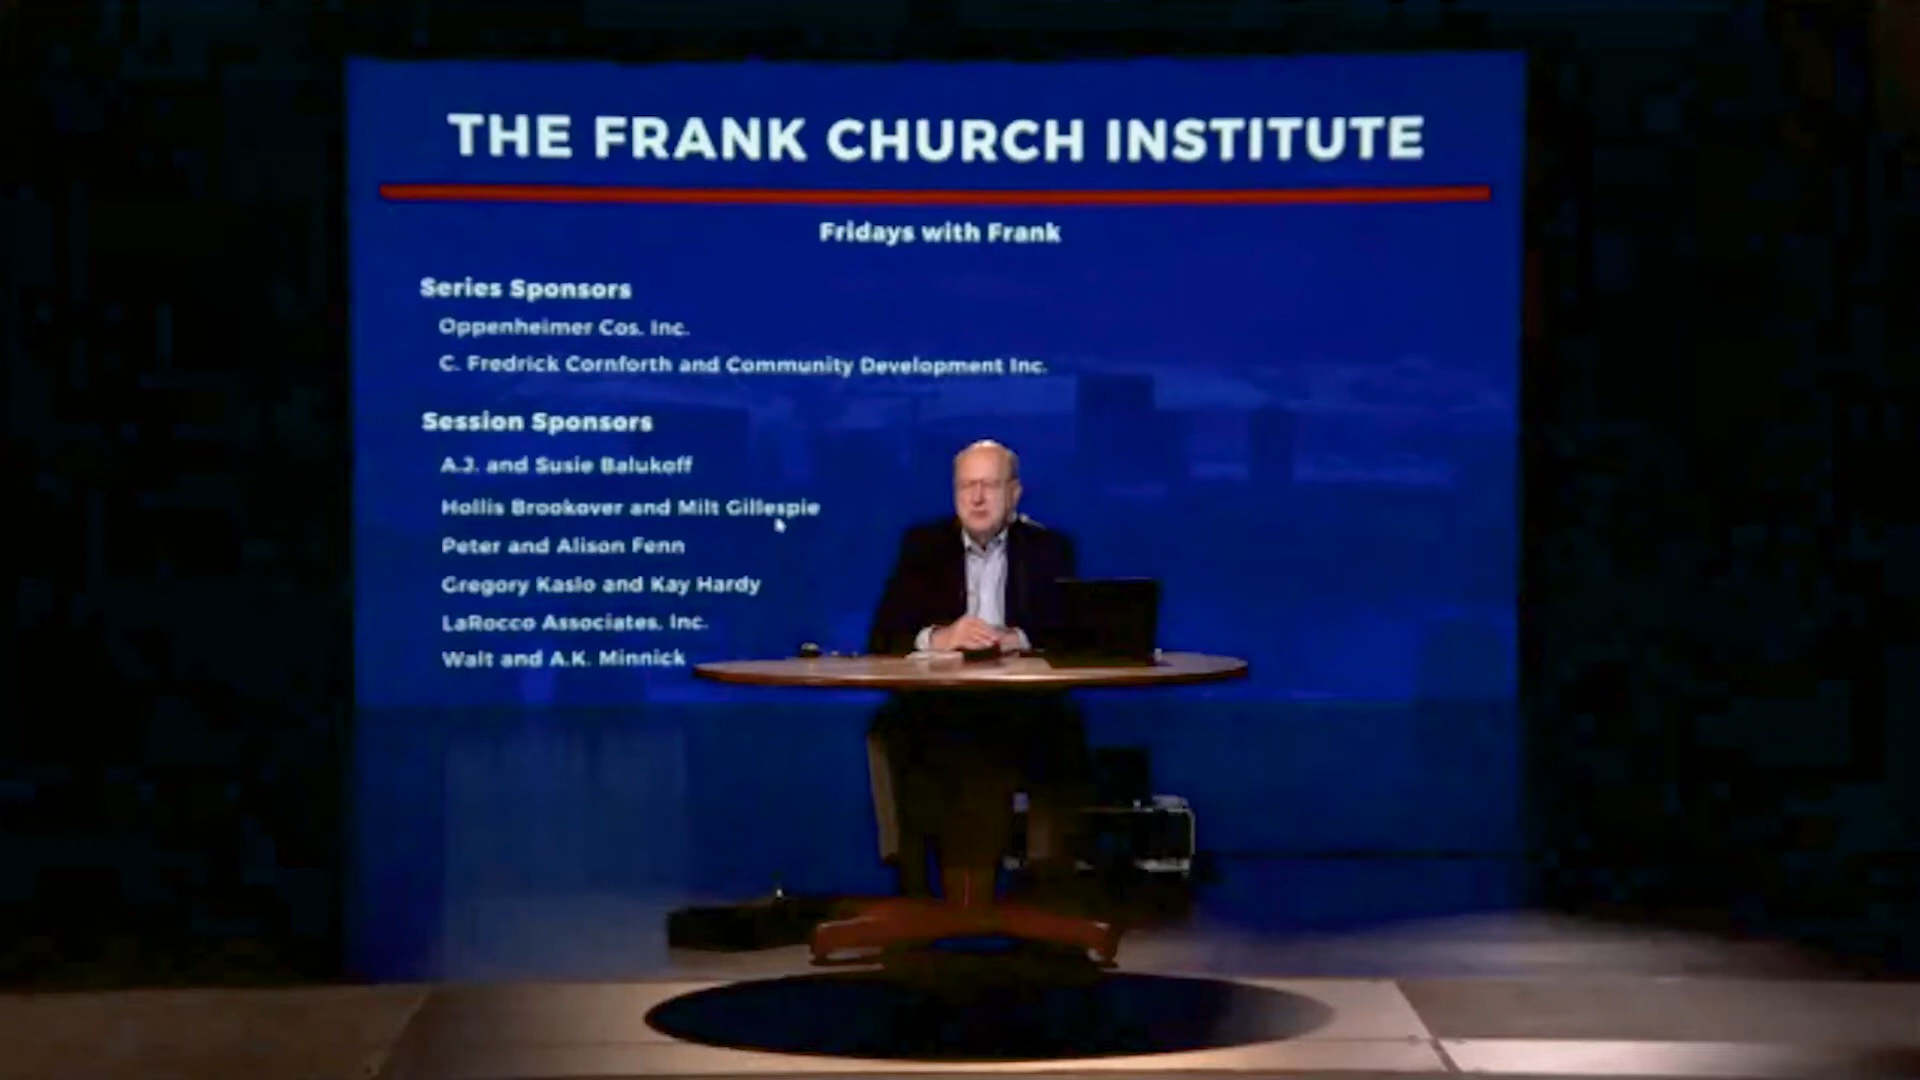 THE FRANK CHURCH INSTITUTE
Fridays with Frank
Series Sponsors
Oppenheimer Cos. Inc.
C. Fredrick Cornforth and Community Development Inc.
Session Sponsors
A.J. and Susie Balukoff
Hollis Brookover and Milt Gillespie
Peter and Alison Fenn
Gregory Kaslo and Kay Hardy
LaRocco Associates, Inc.
Walt and A.K. Minnick